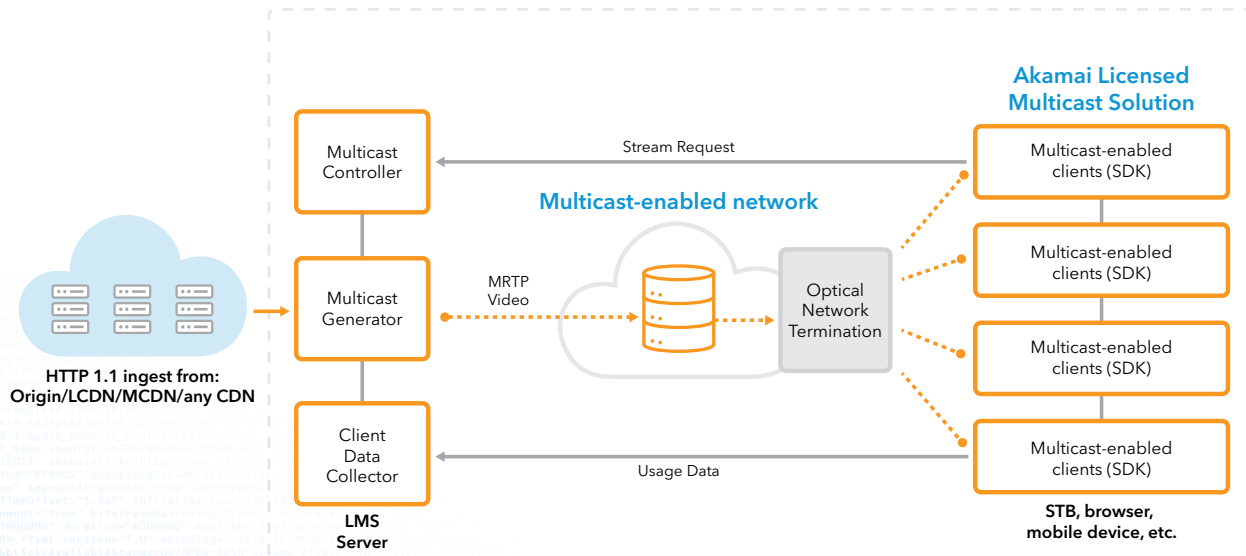 Akamai Licensed
Multicast Solution
Multicast
Controller
Stream Request
Multicast-enabled
clients (SDK)
Multicast-enabled network
Multicast-enabled
clients (SDK)
MRTP
Video
Multicast
Generator
Optical
Network
Termination
Multicast-enabled
clients (SDK)
HTTP 1.1 ingest from:
Origin/LCDN/MCDN/any CDN
Client
Data
Collector
Usage Data
Multicast-enabled
clients (SDK)
LMS
Server
STB, browser,
mobile device, etc.